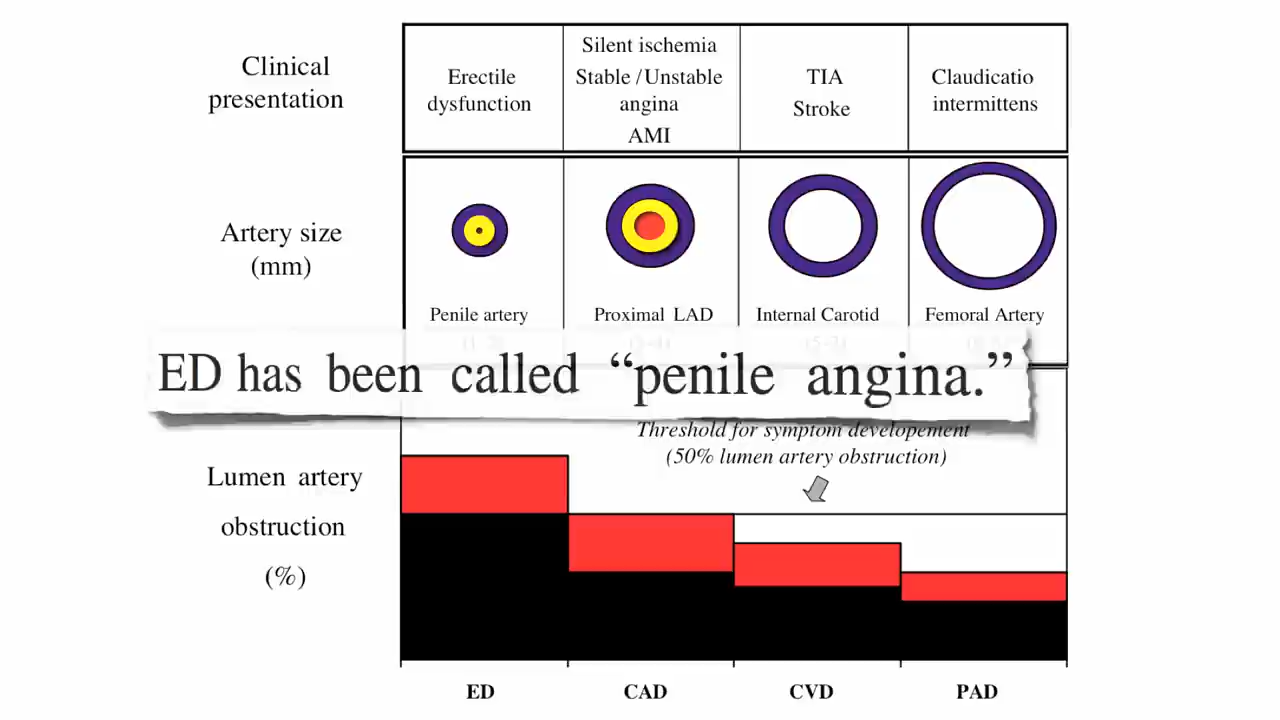 Clinical
presentation
Erectile
dysfunction
Silent ischemia
Stable / Unstable
angina
AMI
TIA
Stroke
Claudicatio
intermittens
Artery size
(mm)
Penile artery
Proximal LAD
Internal Carotid
Femoral Artery
ED has been called “penile angina.”
Threshold for symptom developement
(50% lumen artery obstruction)
Lumen artery
obstruction
(%)
ED
CAD
CVD
PAD